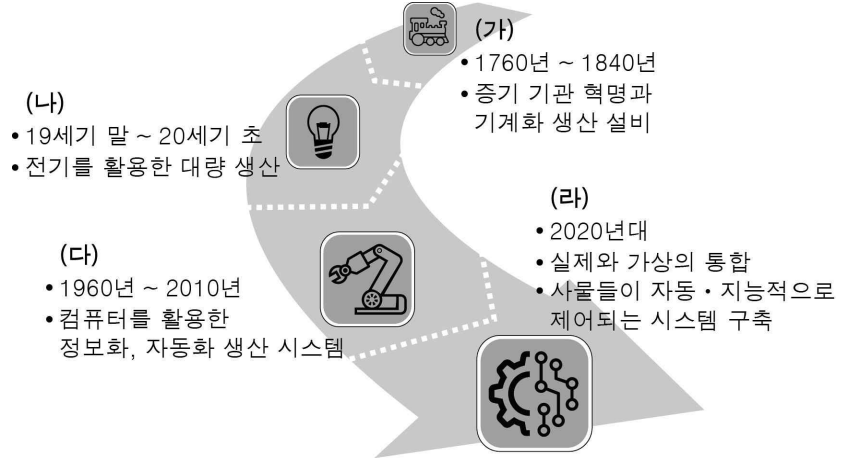 (가)
• 1760년 ~ 1840년
• 증기 기관 혁명과
기계화 생산 설비
(나)
• 19세기 말 ~ 20세기 초
• 전기를 활용한 대량 생산
(다)
• 1960년 ~ 2010년
• 컴퓨터를 활용한
정보화, 자동화 생산 시스템
(라)
• 2020년대
• 실제와 가상의 통합
• 사물들이 자동・지능적으로
제어되는 시스템 구축